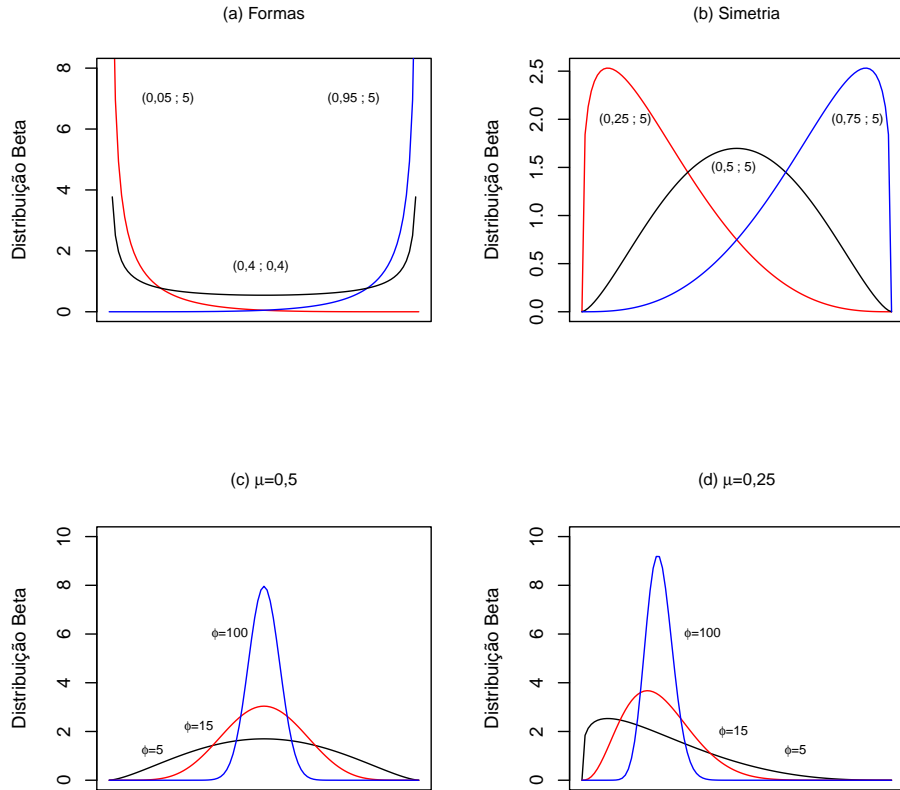 (a) Formas
Distribuição Beta
8
6
4
2
0
(0,05 ; 5)
(0,95 ; 5)
(0,4 ; 0,4)
(b) Simetria
Distribuição Beta
2.5
2.0
1.5
1.0
0.5
0.0
(0,25 ; 5)
(0,75 ; 5)
(0,5 ; 5)
(c) μ=0,5
Distribuição Beta
10
8
6
4
2
0
ϕ=100
ϕ=15
ϕ=5
(d) μ=0,25
Distribuição Beta
10
8
6
4
2
0
ϕ=100
ϕ=15
ϕ=5